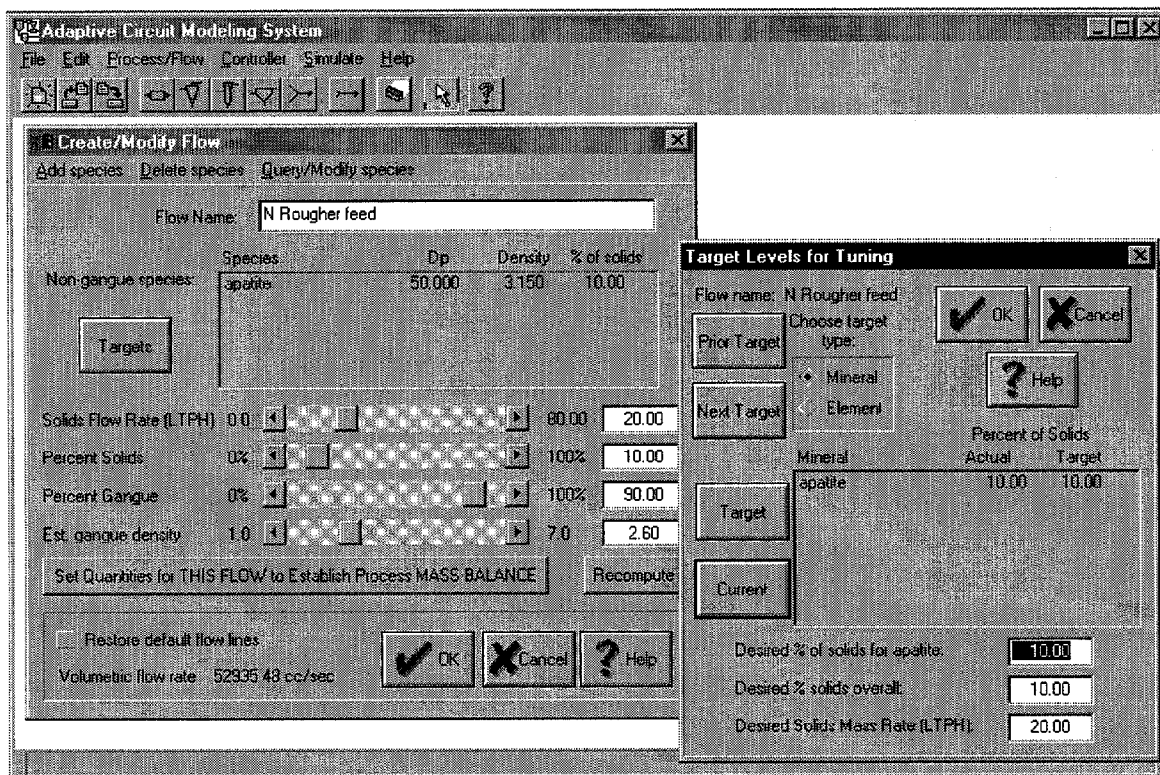 Adaptive Circuit Modeling System
File Edit Process/Flow Controller Simulate Help
?
Create/Modify Flow
Add species Delete species Query/Modify species
Flow Name: N Rougher feed
Species Dp Density % of solids
Non-gangue species: apatite 50.000 3.150 10.00
Targets
Solids Flow Rate (LTPH) 0.0 80.00 20.00
Percent Solids 0% 100% 10.00
Percent Gangue 0% 100% 90.00
Est. gangue density 1.0 7.0 2.60
Set Quantities for THIS FLOW to Establish Process MASS BALANCE Recompute
Restore default flow lines
Volumetric flow rate 52935.48 cc/sec
OK Cancel ? Help
Target Levels for Tuning
Flow name: N Rougher feed
Prior Target
Choose target type:
Mineral
Element
OK Cancel
? Help
Next Target
Percent of Solids
Mineral Actual Target
apatite 10.00 10.00
Target
Current
Desired % of solids for apatite: 10.00
Desired % solids overall: 10.00
Desired Solids Mass Rate (LTPH): 20.00